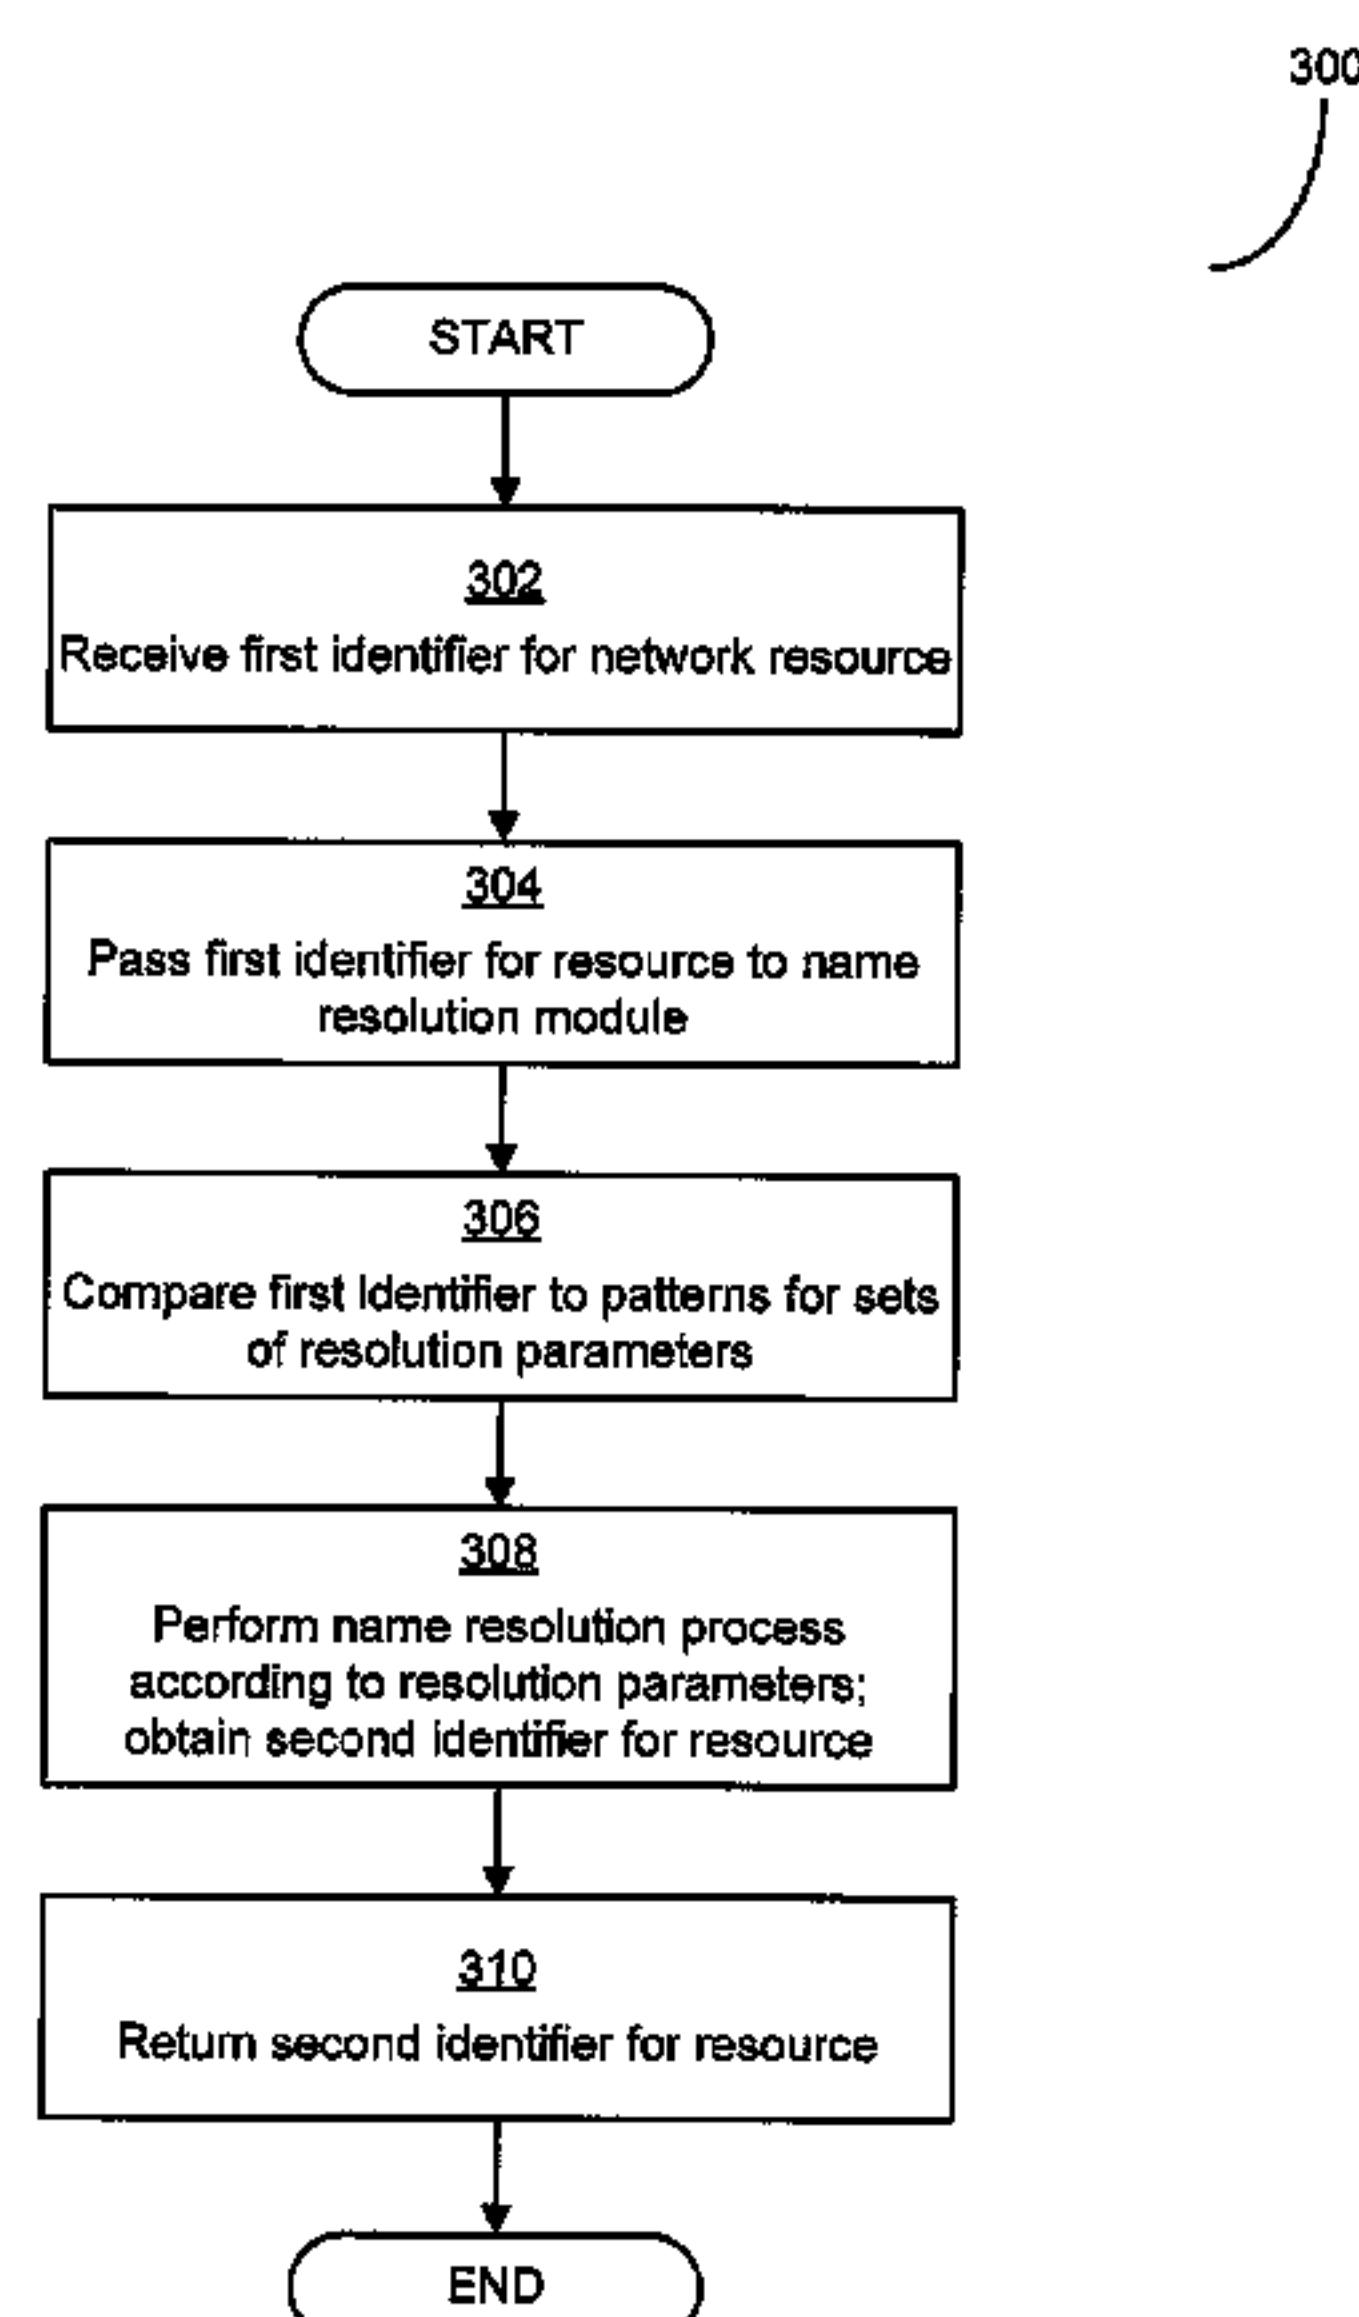 300
START
302
Receive first identifier for network resource
304
Pass first identifier for resource to name
resolution module
306
Compare first identifier to patterns for sets
of resolution parameters
308
Perform name resolution process
according to resolution parameters;
obtain second identifier for resource
310
Return second identifier for resource
END